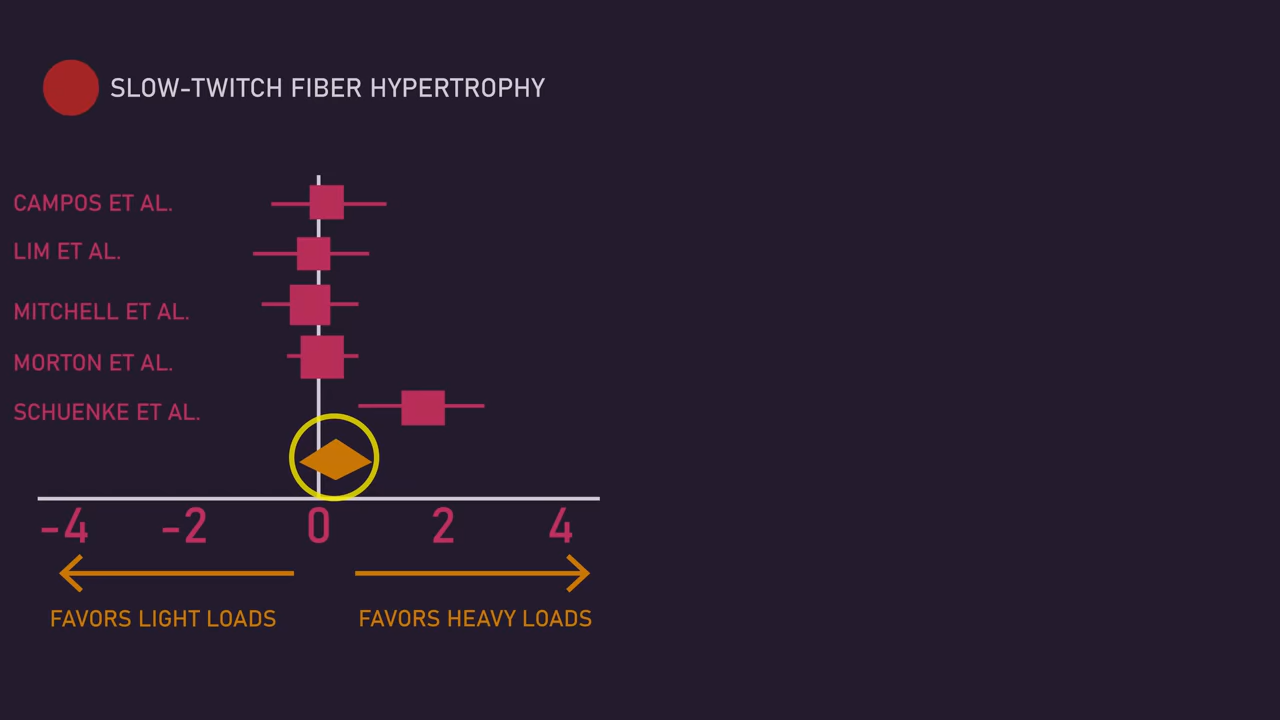 SLOW-TWITCH FIBER HYPERTROPHY
CAMPOS ET AL.
LIM ET AL.
MITCHELL ET AL.
MORTON ET AL.
SCHUENKE ET AL.
-4 -2 0 2 4
FAVORS LIGHT LOADS FAVORS HEAVY LOADS